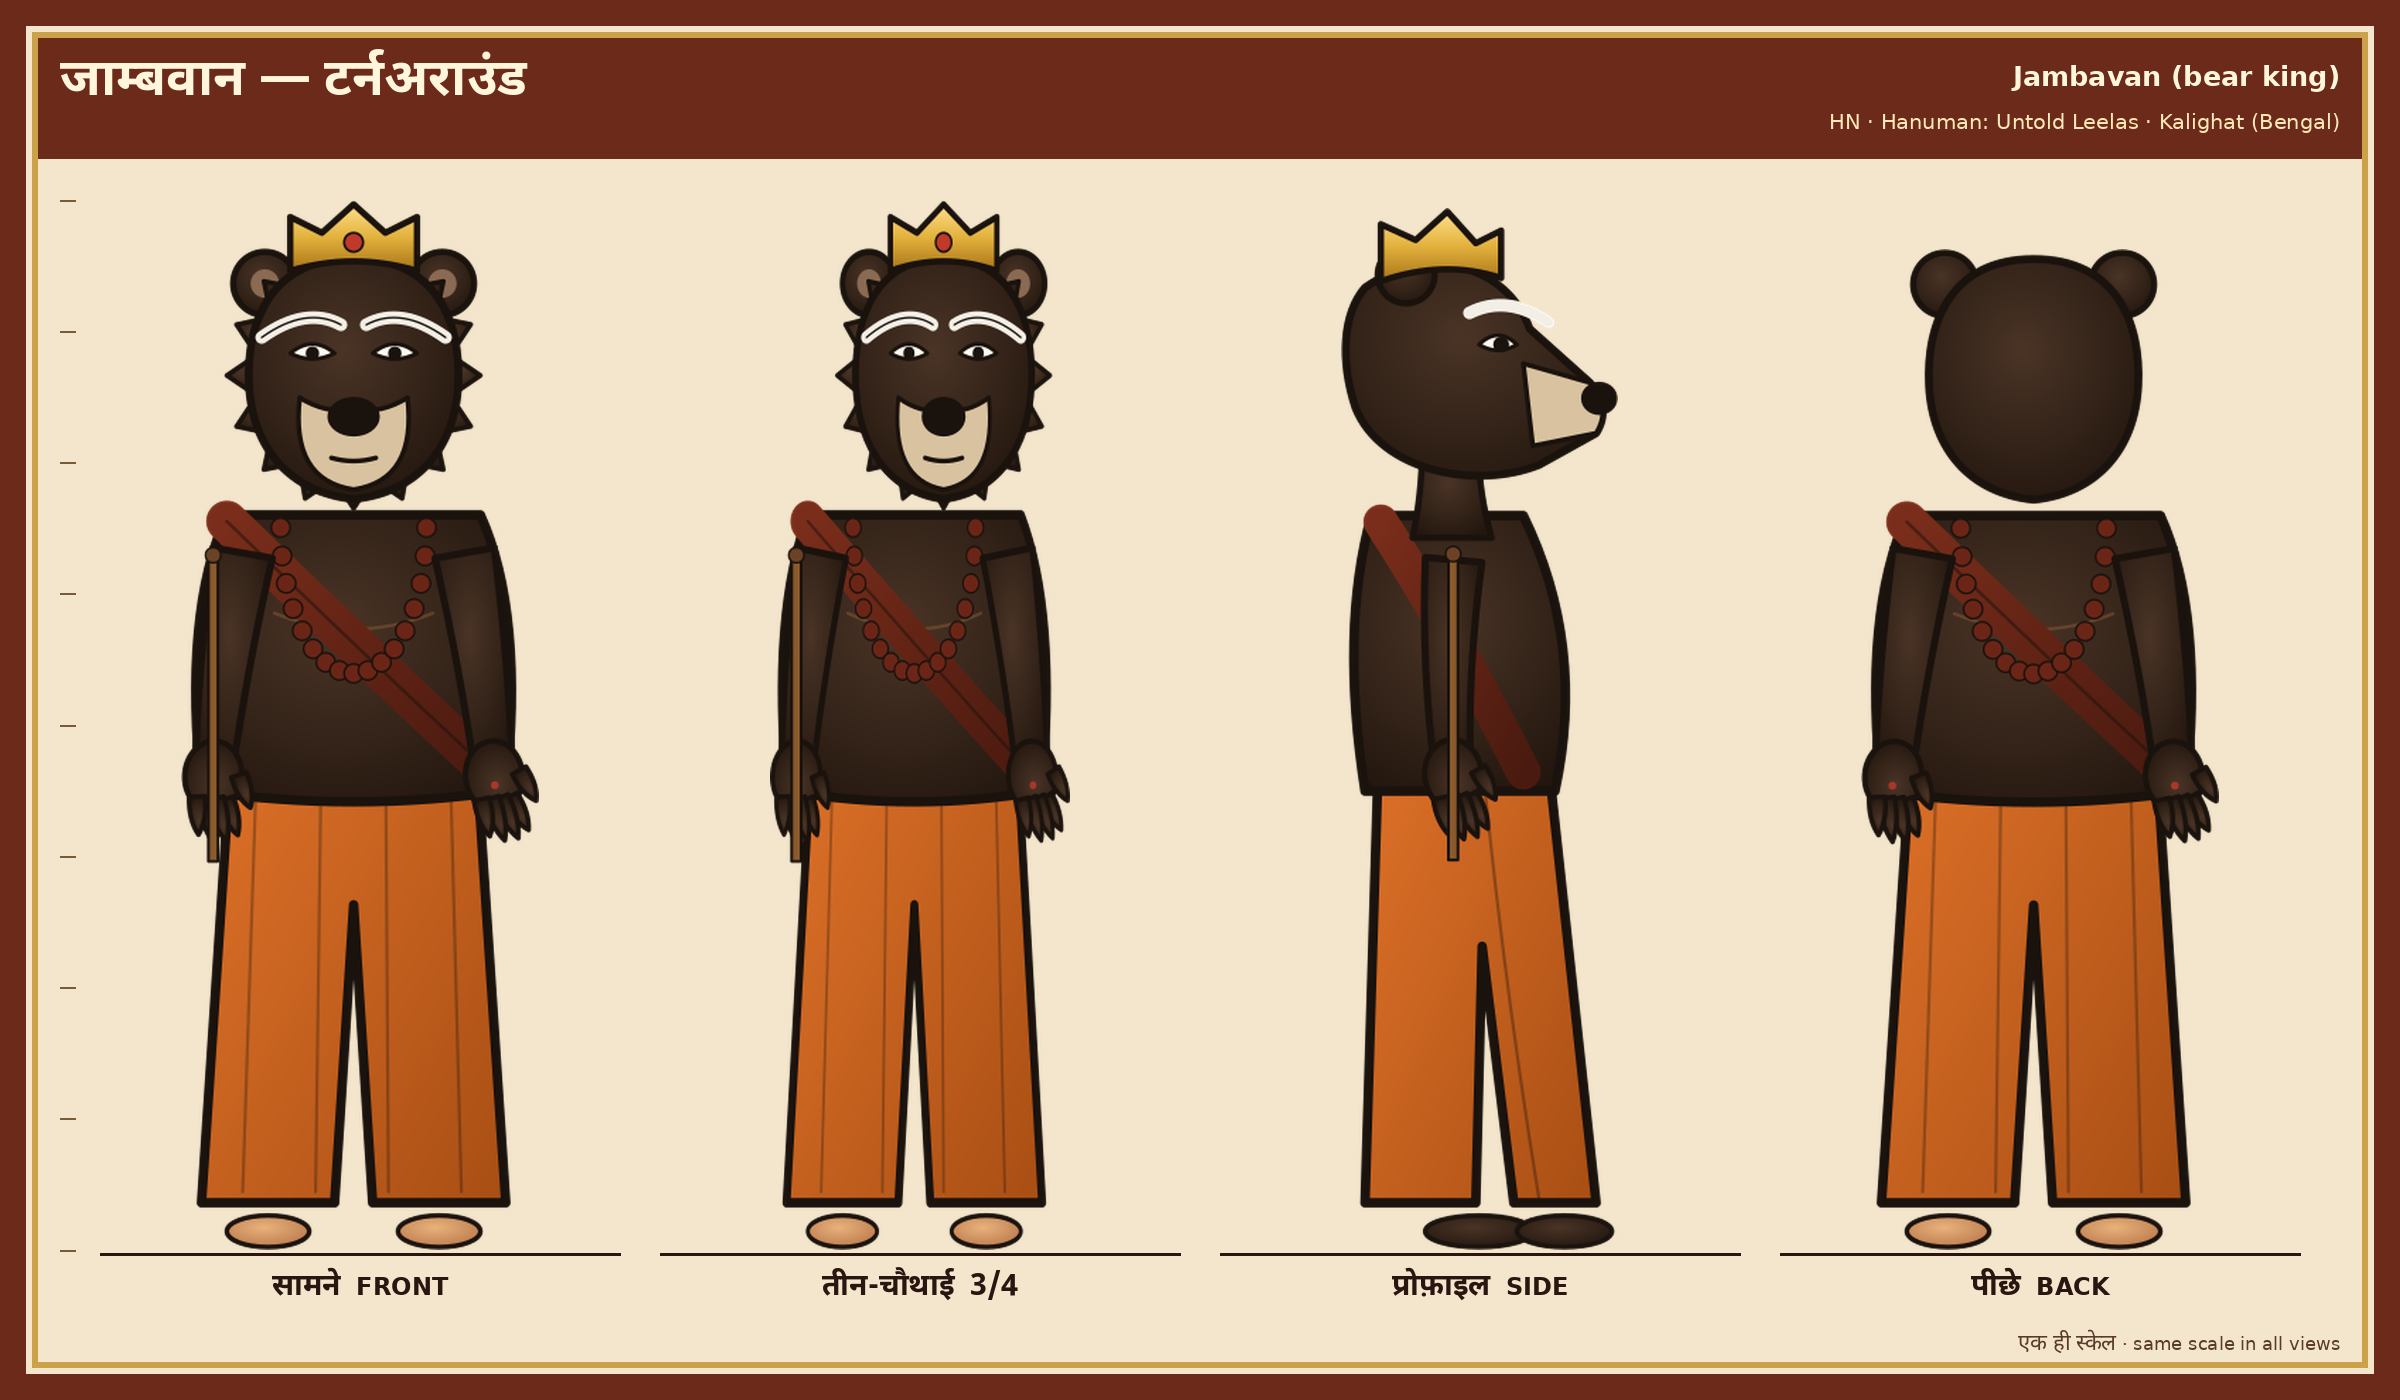 जाम्बवान — टर्नअराउंड
Jambavan (bear king)
HN · Hanuman: Untold Leelas · Kalighat (Bengal)
सामने FRONT
तीन-चौथाई 3/4
प्रोफ़ाइल SIDE
पीछे BACK
एक ही स्केल · same scale in all views